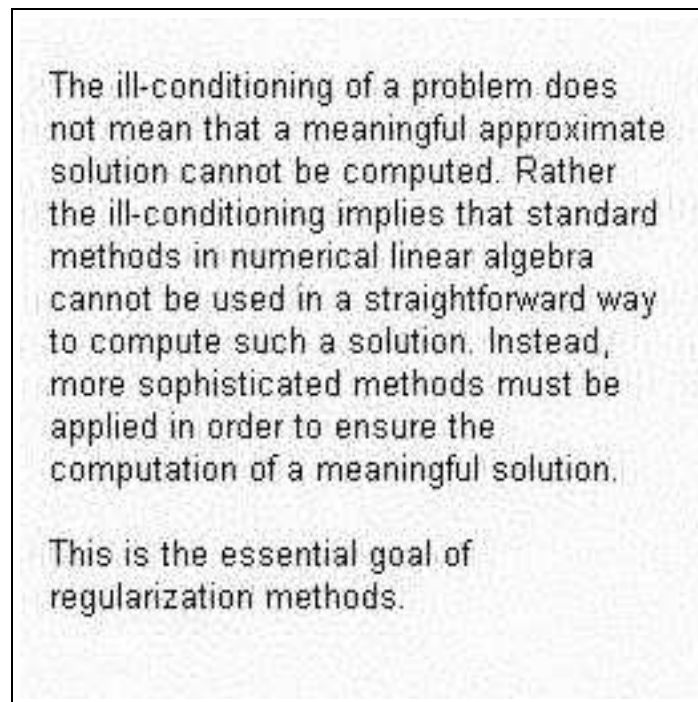 The ill-conditioning of a problem does
not mean that a meaningful approximate
solution cannot be computed. Rather
the ill-conditioning implies that standard
methods in numerical linear algebra
cannot be used in a straightforward way
to compute such a solution. Instead,
more sophisticated methods must be
applied in order to ensure the
computation of a meaningful solution.
This is the essential goal of
regularization methods.